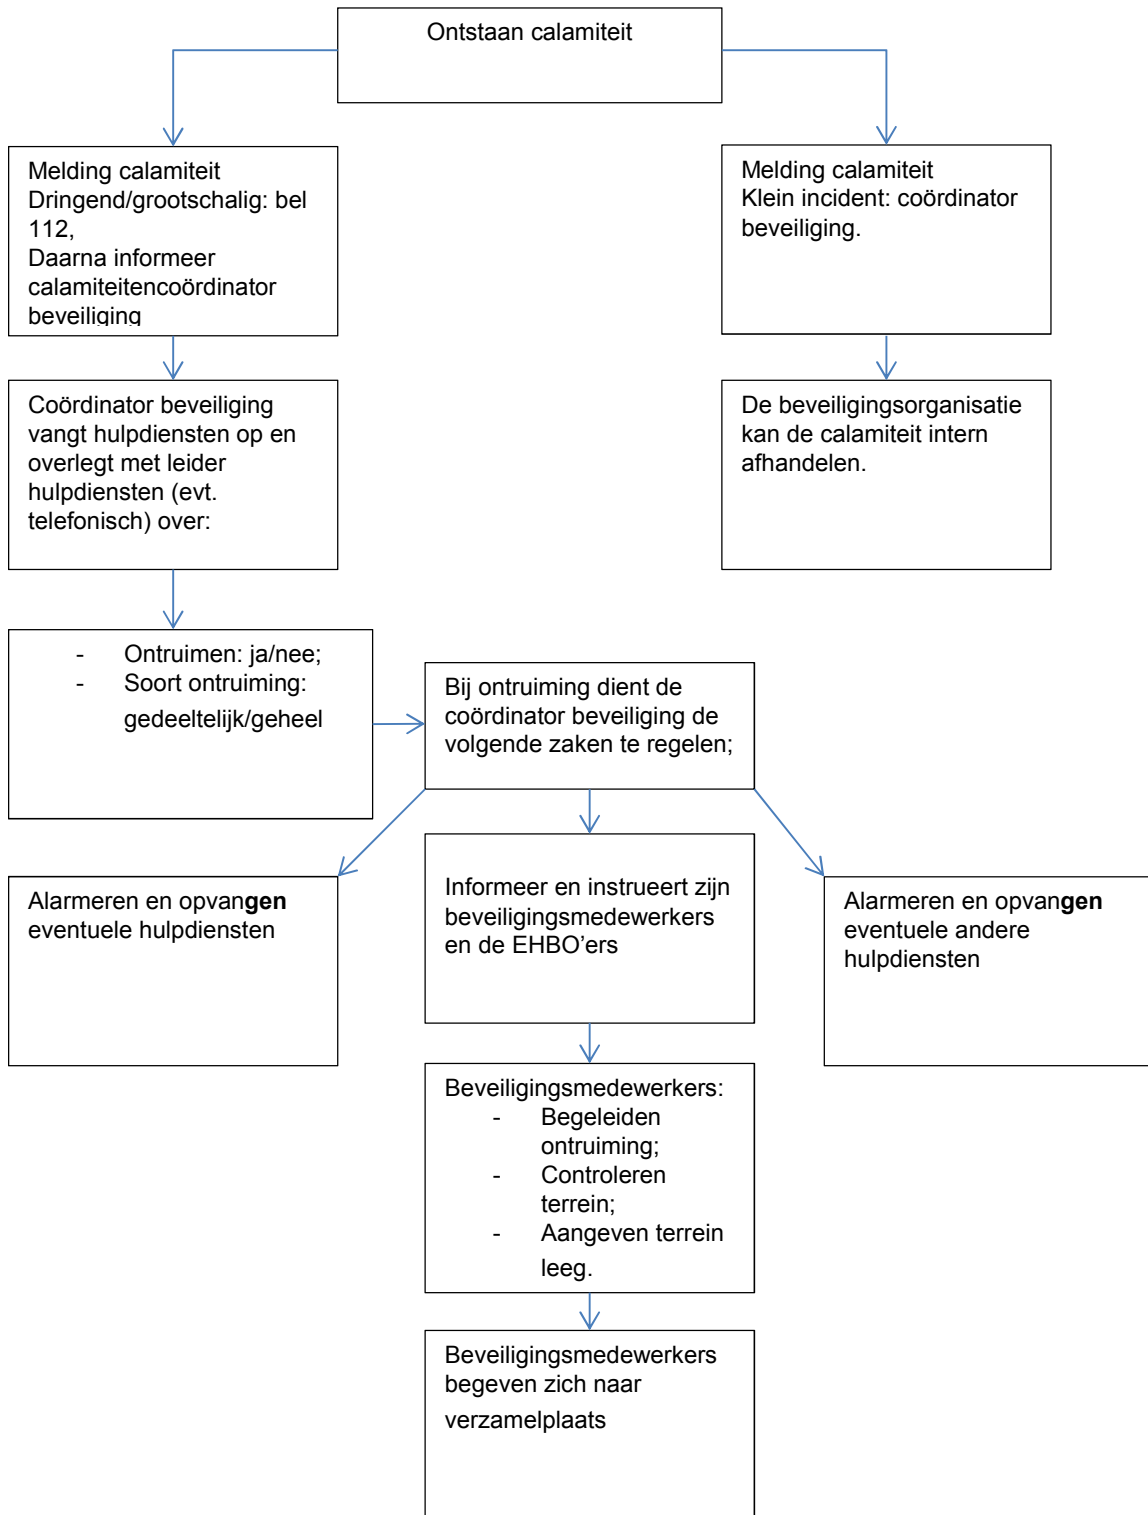 Ontstaan calamiteit
Melding calamiteit
Dringend/grootschalig: bel
112,
Daarna informeer
calamiteitencoördinator
beveiliging
Melding calamiteit
Klein incident: coördinator
beveiliging.
Coördinator beveiliging
vangt hulpdiensten op en
overlegt met leider
hulpdiensten (evt.
telefonisch) over:
De beveiligingsorganisatie
kan de calamiteit intern
afhandelen.
- Ontruimen: ja/nee;
- Soort ontruiming:
gedeeltelijk/geheel
Bij ontruiming dient de
coördinator beveiliging de
volgende zaken te regelen;
Alarmeren en opvangen
eventuele hulpdiensten
Informeer en instrueert zijn
beveiligingsmedewerkers
en de EHBO’ers
Alarmeren en opvangen
eventuele andere
hulpdiensten
Beveiligingsmedewerkers:
- Begeleiden
ontruiming;
- Controleren
terrein;
- Aangeven terrein
leeg.
Beveiligingsmedewerkers
begeven zich naar
verzamelplaats